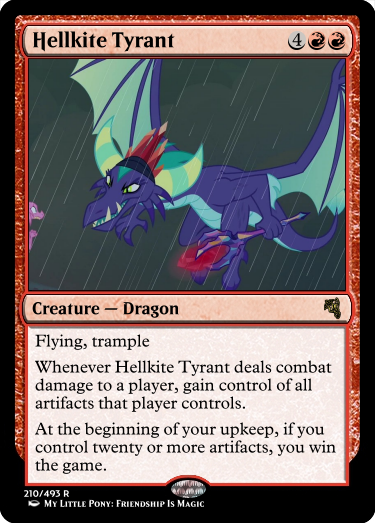 Hellkite Tyrant 4
Creature — Dragon
Flying, trample
Whenever Hellkite Tyrant deals combat
damage to a player, gain control of all
artifacts that player controls.
At the beginning of your upkeep, if you
control twenty or more artifacts, you win
the game.
210/493 R
My Little Pony: Friendship Is Magic